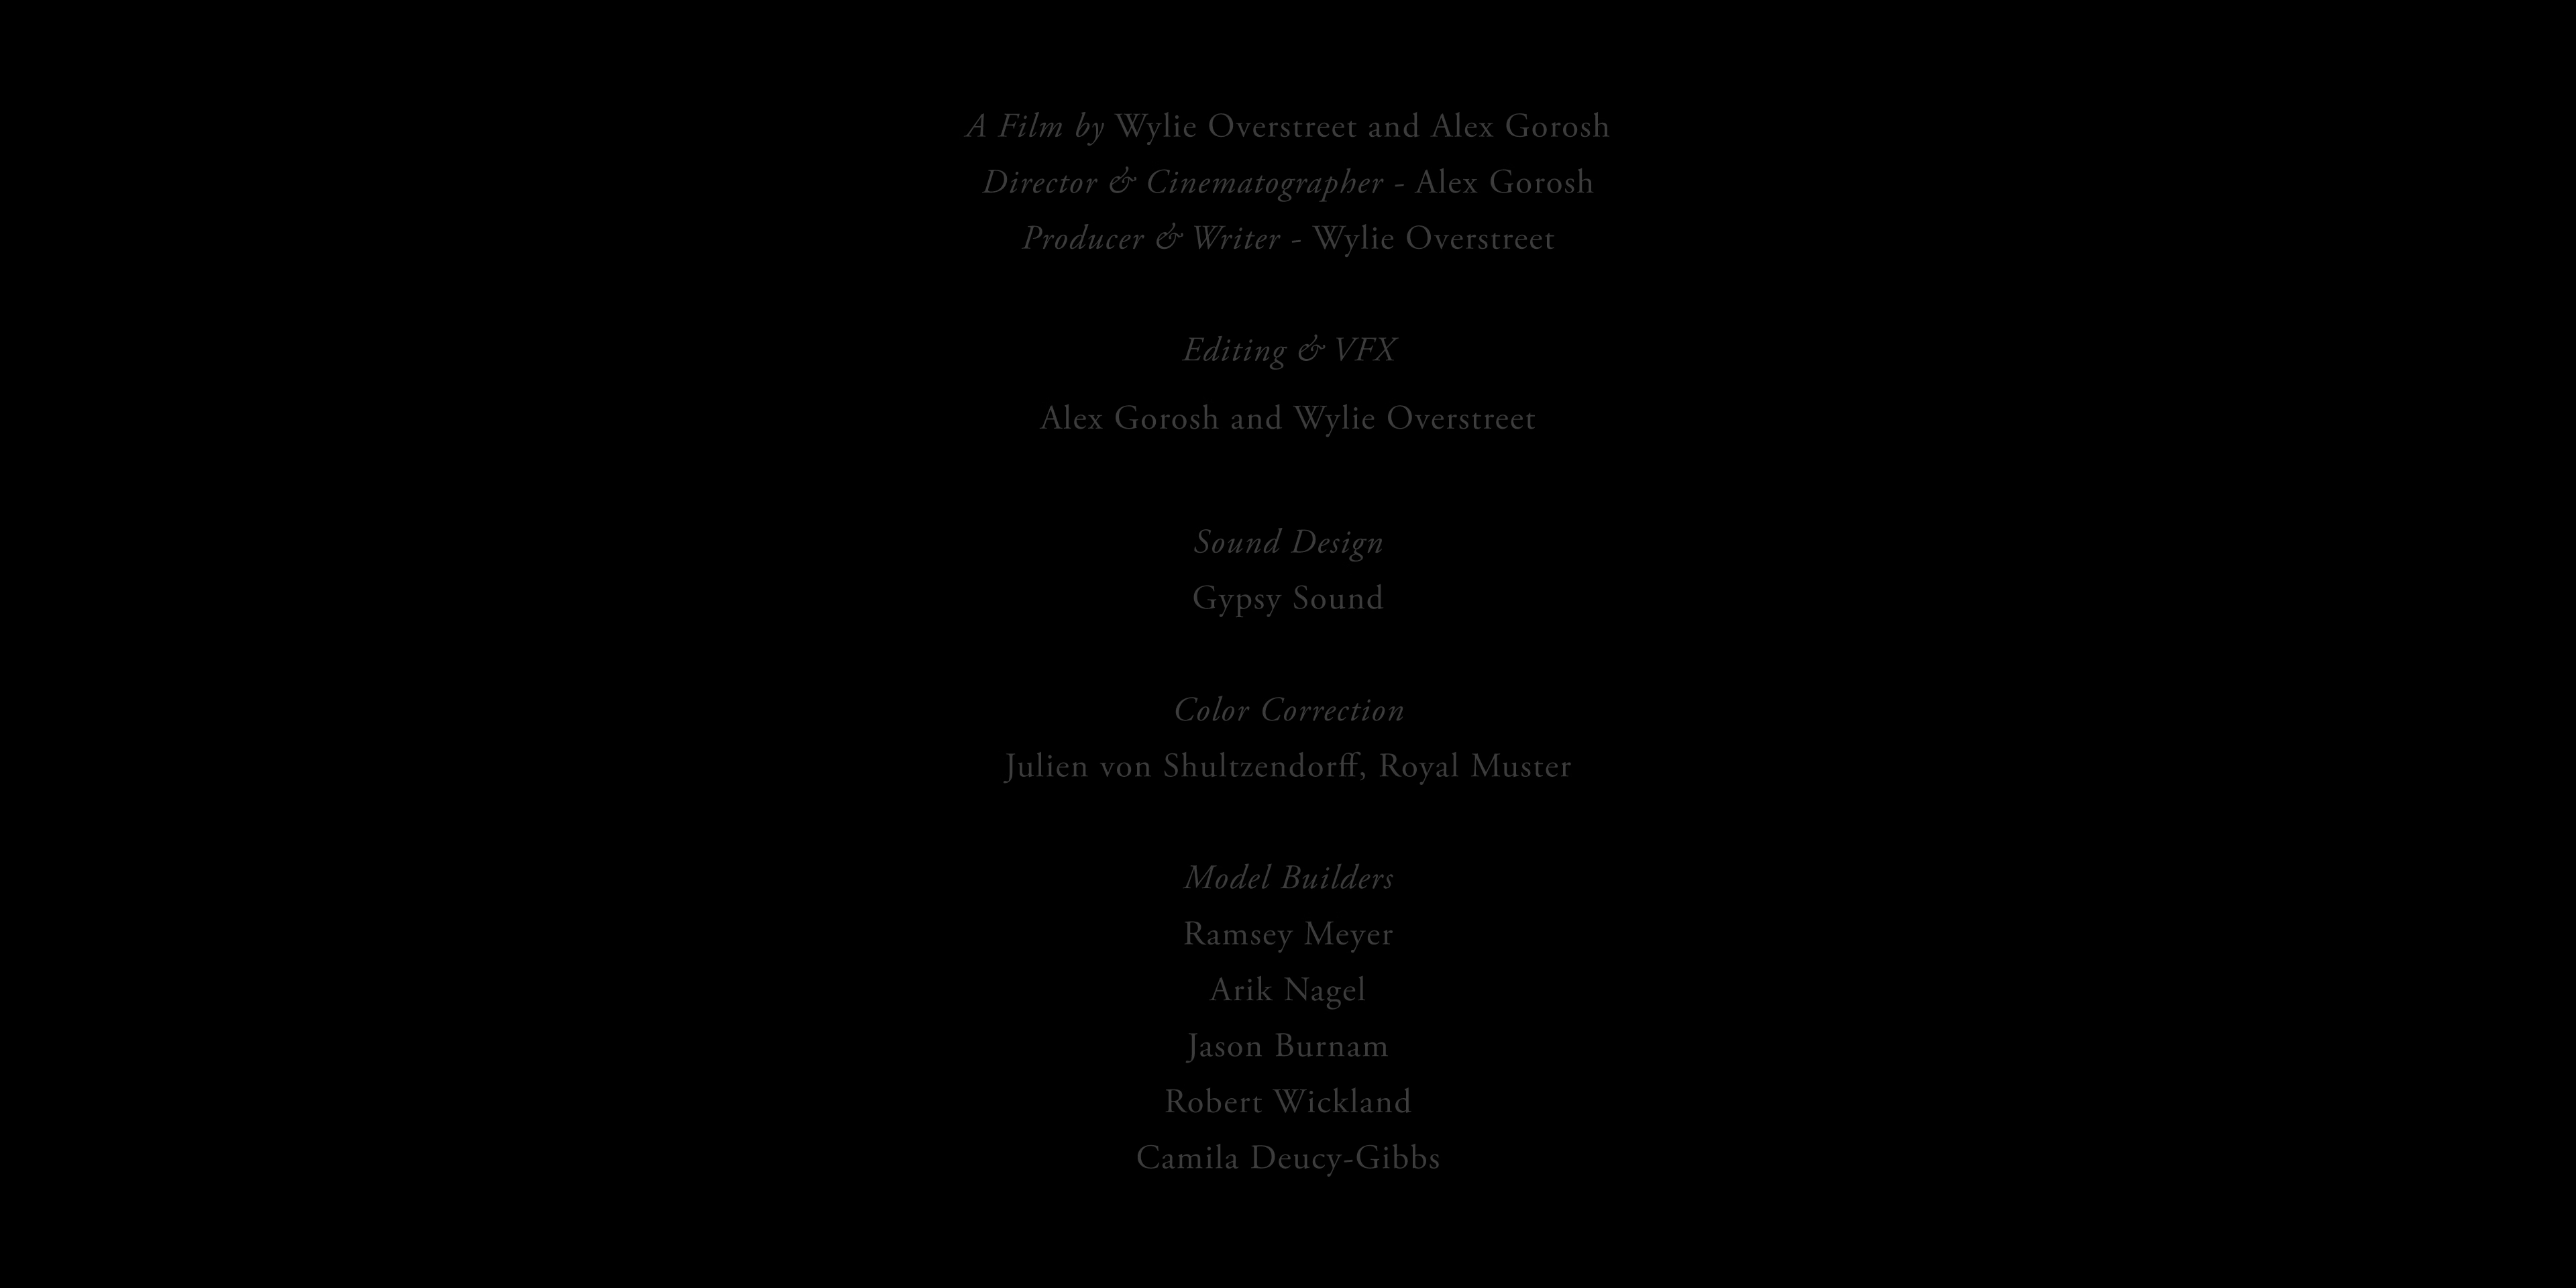 A Film by Wylie Overstreet and Alex Gorosh
Director & Cinematographer - Alex Gorosh
Producer & Writer - Wylie Overstreet
Editing & VFX
Alex Gorosh and Wylie Overstreet
Sound Design
Gypsy Sound
Color Correction
Julien von Shultzendorff, Royal Muster
Model Builders
Ramsey Meyer
Arik Nagel
Jason Burnam
Robert Wickland
Camila Deucy-Gibbs